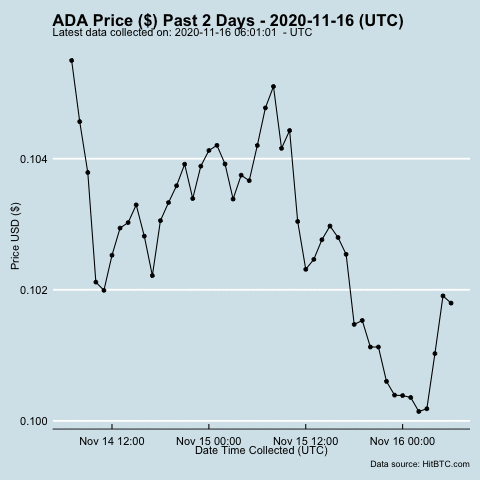 ADA Price ($) Past 2 Days - 2020-11-16 (UTC)
Latest data collected on: 2020-11-16 06:01:01  - UTC
0.104
0.102
0.100
Price USD ($)
Nov 14 12:00 Nov 15 00:00 Nov 15 12:00 Nov 16 00:00
Date Time Collected (UTC)
Data source: HitBTC.com